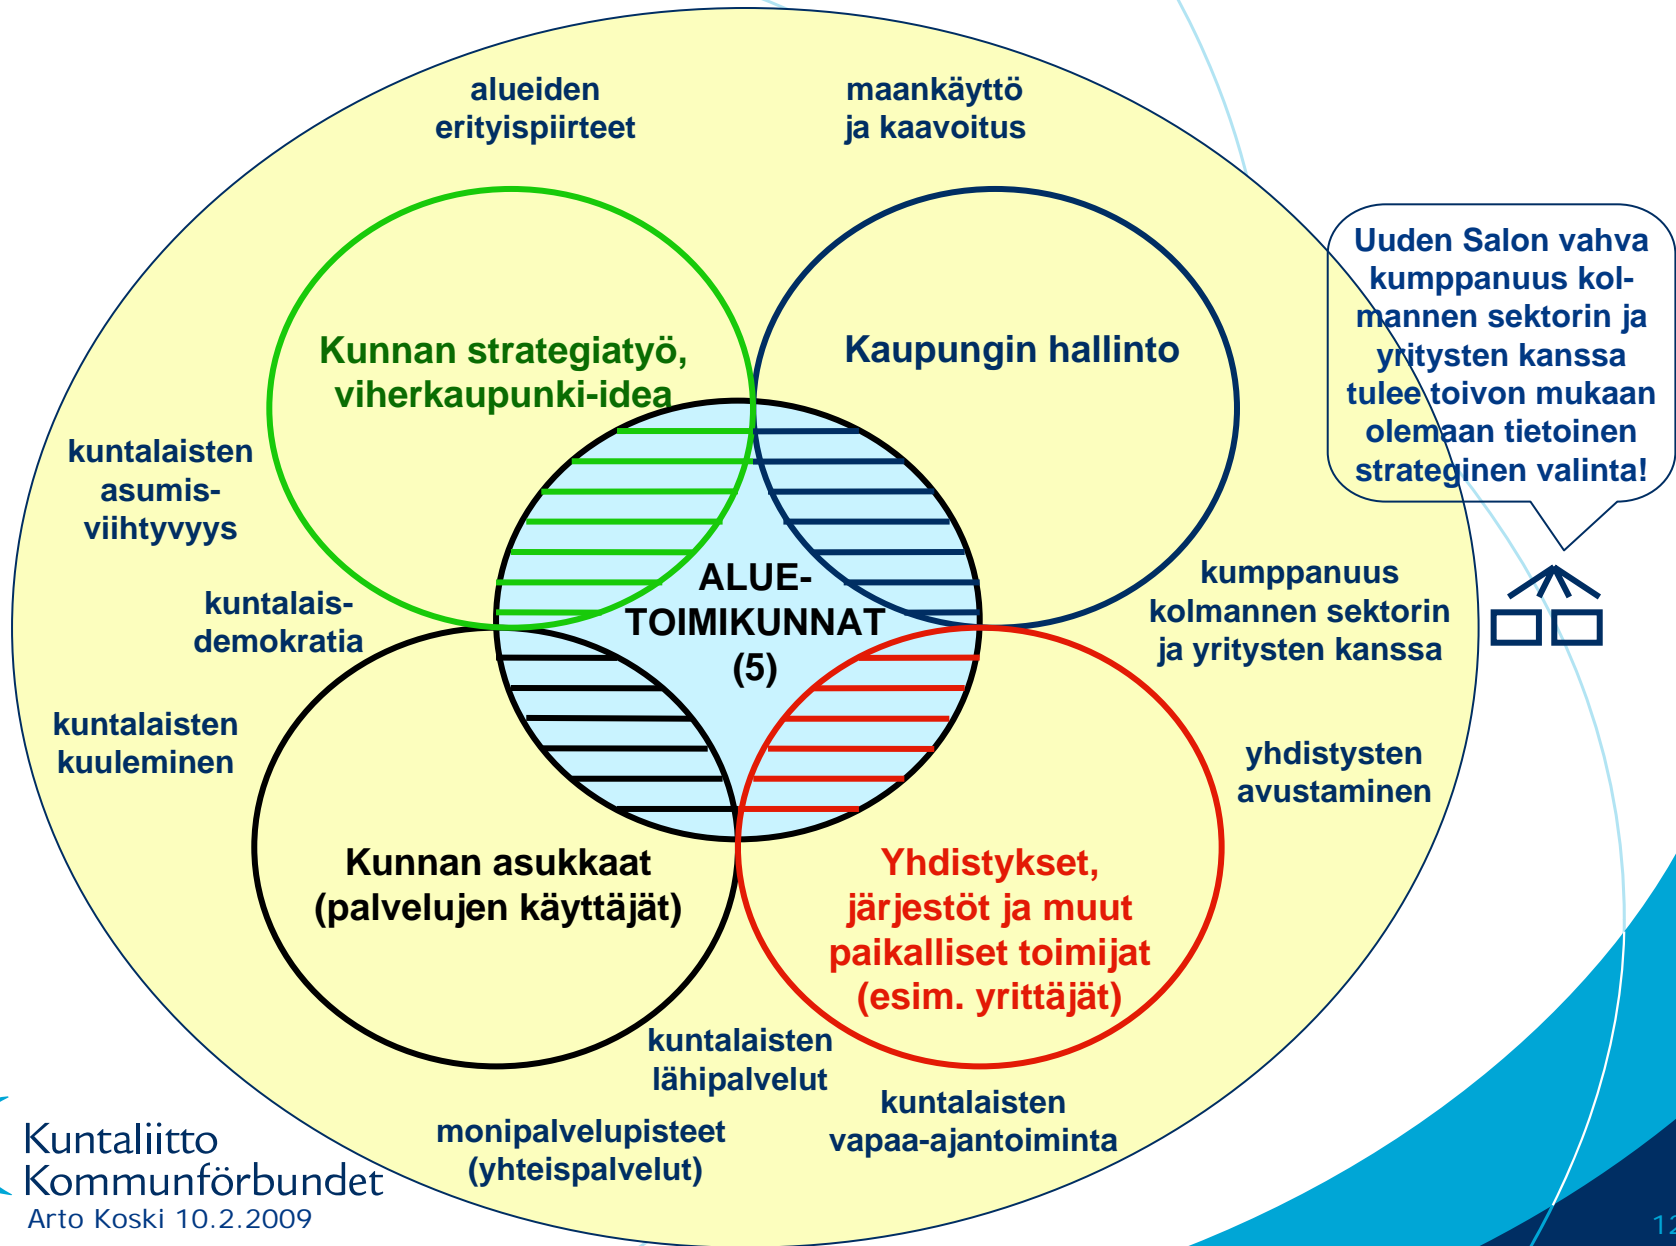 alueiden
erityispiirteet
maankäyttö
ja kaavoitus
Uuden Salon vahva
kumppanuus kol-
mannen sektorin ja
yritysten kanssa
tulee toivon mukaan
olemaan tietoinen
strateginen valinta!
Kunnan strategiatyö,
viherkaupunki-idea
Kaupungin hallinto
kuntalaisten
asumis-
viihtyvyys
kuntalais-
demokratia
ALUE-
TOIMIKUNNAT
(5)
kumppanuus
kolmannen sektorin
ja yritysten kanssa
kuntalaisten
kuuleminen
yhdistysten
avustaminen
Kunnan asukkaat
(palvelujen käyttäjät)
Yhdistykset,
järjestöt ja muut
paikalliset toimijat
(esim. yrittäjät)
kuntalaisten
lähipalvelut
kuntalaisten
vapaa-ajantoiminta
monipalvelupisteet
(yhteispalvelut)
Kuntaliitto
Kommunförbundet
Arto Koski 10.2.2009
12